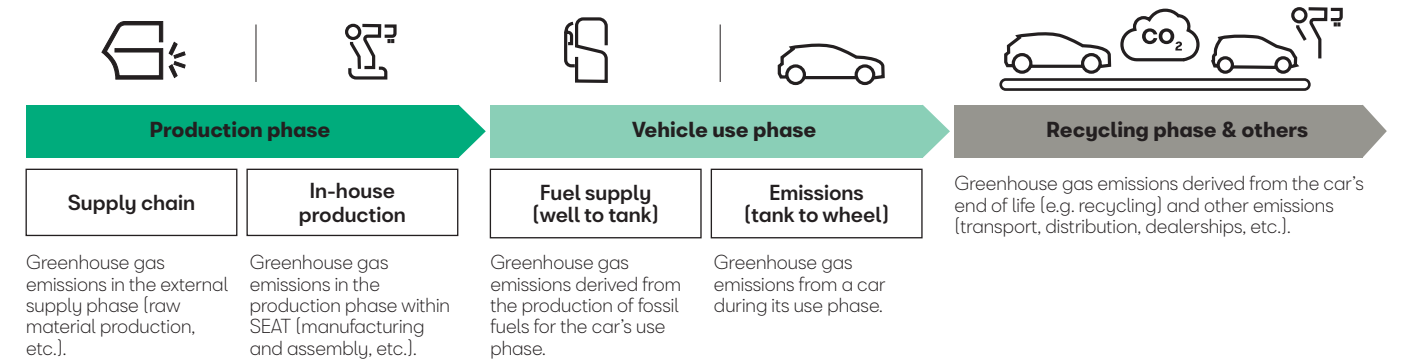 CO2
Production phase
Vehicle use phase
Recycling phase & others
Supply chain
In-house
production
Fuel supply
(well to tank)
Emissions
(tank to wheel)
Greenhouse gas emissions derived from the car's
end of life (e.g. recycling) and other emissions
(transport, distribution, dealerships, etc.).
Greenhouse gas
emissions in the external
supply phase (raw
material production,
etc.).
Greenhouse gas
emissions in the
production phase within
SEAT (manufacturing
and assembly, etc.).
Greenhouse gas
emissions derived from
the production of fossil
fuels for the car's use
phase.
Greenhouse gas
emissions from a car
during its use phase.